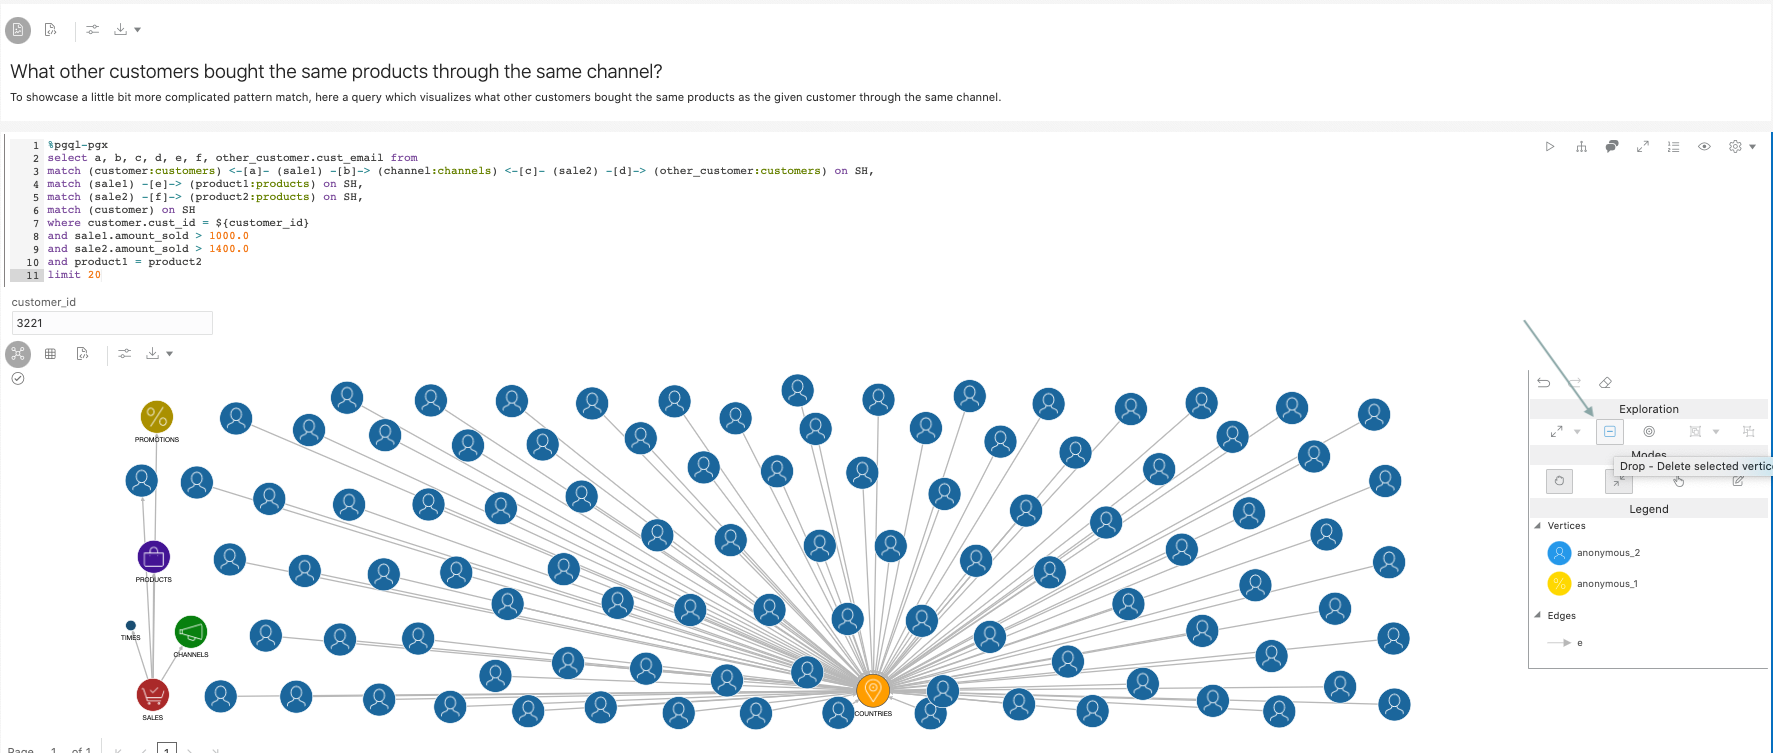 What other customers bought the same products through the same channel?
To showcase a little bit more complicated pattern match, here a query which visualizes what other customers bought the same products as the given customer through the same channel.
1 %pgql-pgx
2 select a, b, c, d, e, f, other_customer.cust_email from
3 match (customer:customers) <-[a]- (sale1) -[b]-> (channel:channels) <-[c]- (sale2) -[d]-> (other_customer:customers) on SH,
4 match (sale1) -[e]-> (product1:products) on SH,
5 match (sale2) -[f]-> (product2:products) on SH,
6 match (customer) on SH
7 where customer.cust_id = ${customer_id}
8 and sale1.amount_sold > 1000.0
9 and sale2.amount_sold > 1400.0
10 and product1 = product2
11 limit 20
customer_id
3221
Exploration
Modes
Drop - Delete selected vertice
Legend
Vertices
anonymous_2
anonymous_1
Edges
e
PROMOTIONS
PRODUCTS
TIMES
CHANNELS
SALES
COUNTRIES
Page 1 of 1 1